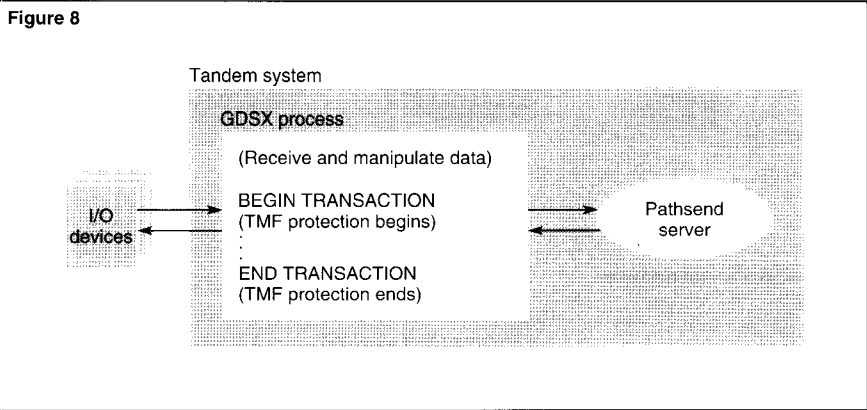 Figure 8
Tandem system
GDSX process
(Receive and manipulate data)
I/O
devices
BEGIN TRANSACTION
(TMF protection begins)
.
.
.
END TRANSACTION
(TMF protection ends)
Pathsend
server